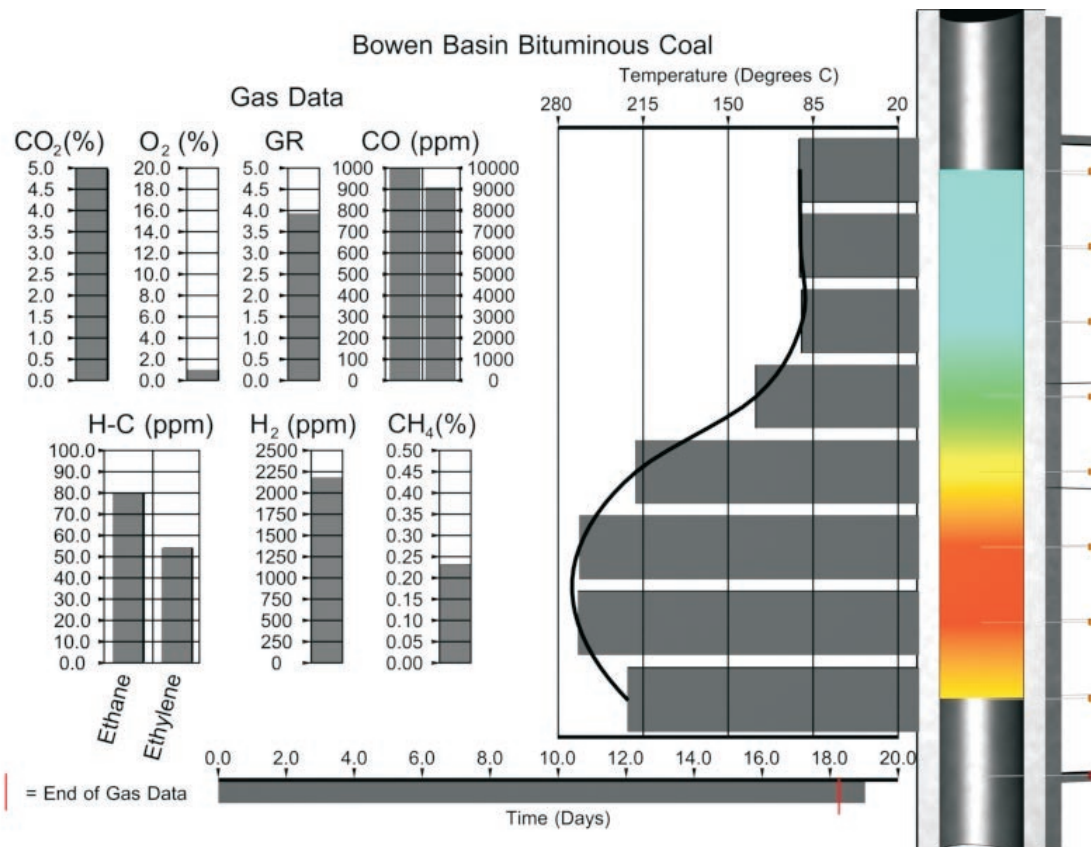 Bowen Basin Bituminous Coal
Temperature (Degrees C)
280 215 150 85 20
Gas Data
CO₂(%) O₂ (%) GR CO (ppm)
5.0 20.0 5.0 1000 10000
4.5 18.0 4.5 900 9000
4.0 16.0 4.0 800 8000
3.5 14.0 3.5 700 7000
3.0 12.0 3.0 600 6000
2.5 10.0 2.5 500 5000
2.0 8.0 2.0 400 4000
1.5 6.0 1.5 300 3000
1.0 4.0 1.0 200 2000
0.5 2.0 0.5 100 1000
0.0 0.0 0.0 0 0
H-C (ppm) H₂ (ppm) CH₄(%)
100.0 2500 0.50
90.0 2250 0.45
80.0 2000 0.40
70.0 1750 0.35
60.0 1500 0.30
50.0 1250 0.25
40.0 1000 0.20
30.0 750 0.15
20.0 500 0.10
10.0 250 0.05
0.0 0 0.00
Ethane
Ethylene
0.0 2.0 4.0 6.0 8.0 10.0 12.0 14.0 16.0 18.0 20.0
= End of Gas Data
Time (Days)